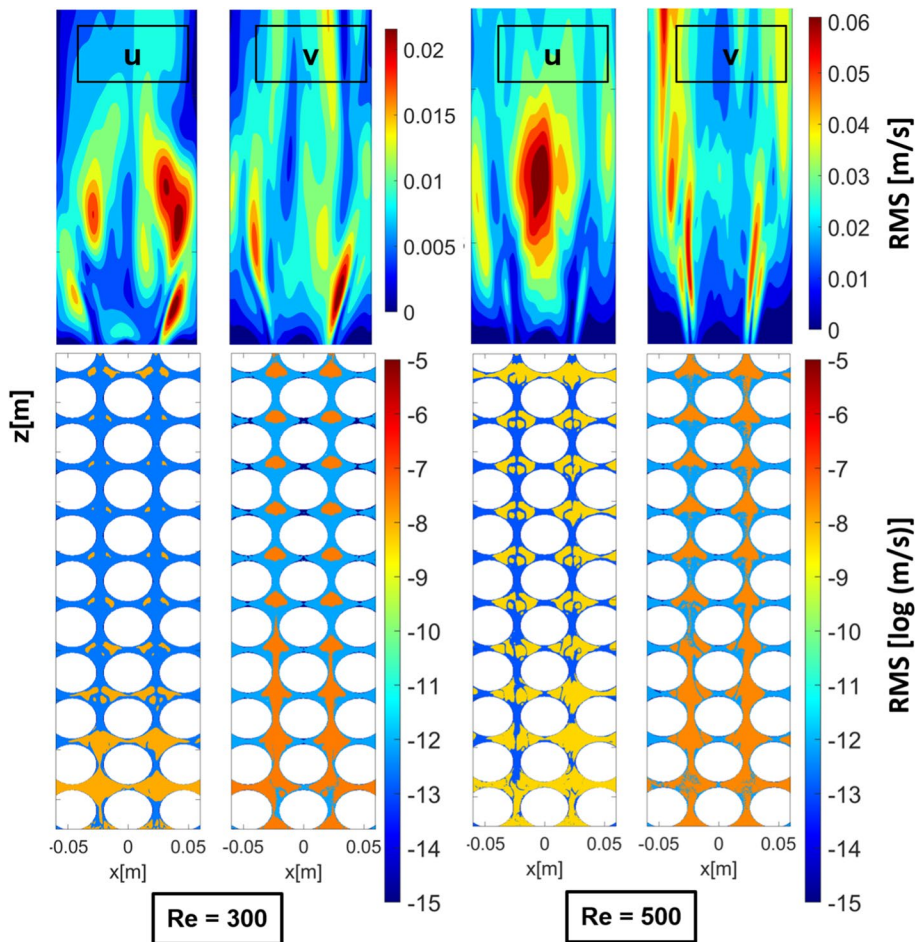 u
v
u
v
0.02
0.015
0.01
0.005
0
0.06
0.05
0.04
0.03
0.02
0.01
0
RMS [m/s]
z[m]
-5
-6
-7
-8
-9
-10
-11
-12
-13
-14
-15
-5
-6
-7
-8
-9
-10
-11
-12
-13
-14
-15
RMS [log (m/s)]
-0.05 0 0.05
-0.05 0 0.05
-0.05 0 0.05
-0.05 0 0.05
x[m]
x[m]
x[m]
x[m]
Re = 300
Re = 500